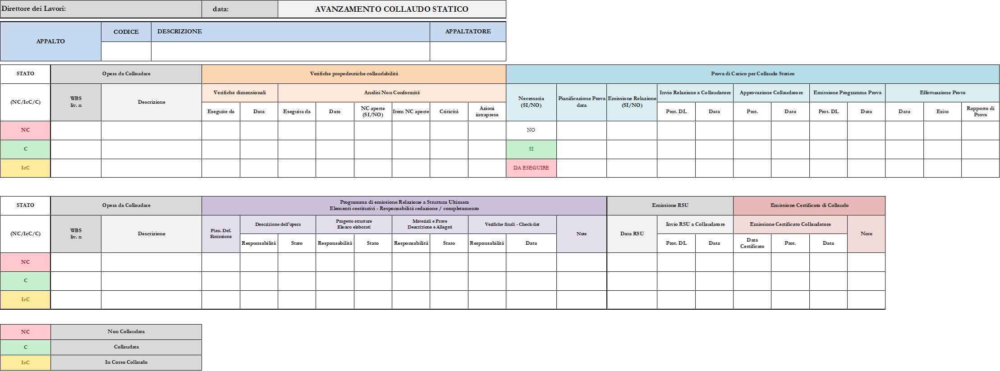 Direttore dei Lavori: data: AVANZAMENTO COLLAUDO STATICO
APPALTO CODICE DESCRIZIONE APPALTATORE
STATO Opera da Collaudare Verifiche propedeutiche collaudabilità Prova di Carico per Collaudo Statico
(NC/IcC/C)
WBS
liv. n
Descrizione
Verifiche dimensionali Analisi Non Conformità
Necessaria
(SI/NO)
Pianificazione Prova
data
Emissione Relazione
(SI/NO)
Invio Relazione a Collaudatore Approvazione Collaudatore Emissione Programma Prova Effettuazione Prova
Eseguite da Data Eseguita da Data
NC aperte
(SI/NO)
Item NC aperte Criticità
Azioni
intraprese
Prot. DL Data Prot. Data Prot. DL Data Data Esito
Rapporto di
Prova
NC NO
C SI
IcC DA ESEGUIRE
STATO Opera da Collaudare
Programma di emissione Relazione a Struttura Ultimata
Elementi costitutivi - Responsabilità redazione / completamento
Emissione RSU Emissione Certificato di Collaudo
(NC/IcC/C)
WBS
liv. n
Descrizione
Pian. Def.
Emissione
Descrizione dell'opera
Progetto strutture
Elenco elaborati
Materiali e Prove
Descrizione e Allegati
Verifiche finali - Check-list
Note
Data RSU
Invio RSU a Collaudatore Emissione Certificato Collaudatore
Note
Responsabilità Stato Responsabilità Stato Responsabilità Stato Responsabilità Data
Prot. DL Data
Data
Certificato
Prot. Data
NC
C
IcC
NC Non Collaudata
C Collaudata
IcC In Corso Collaudo